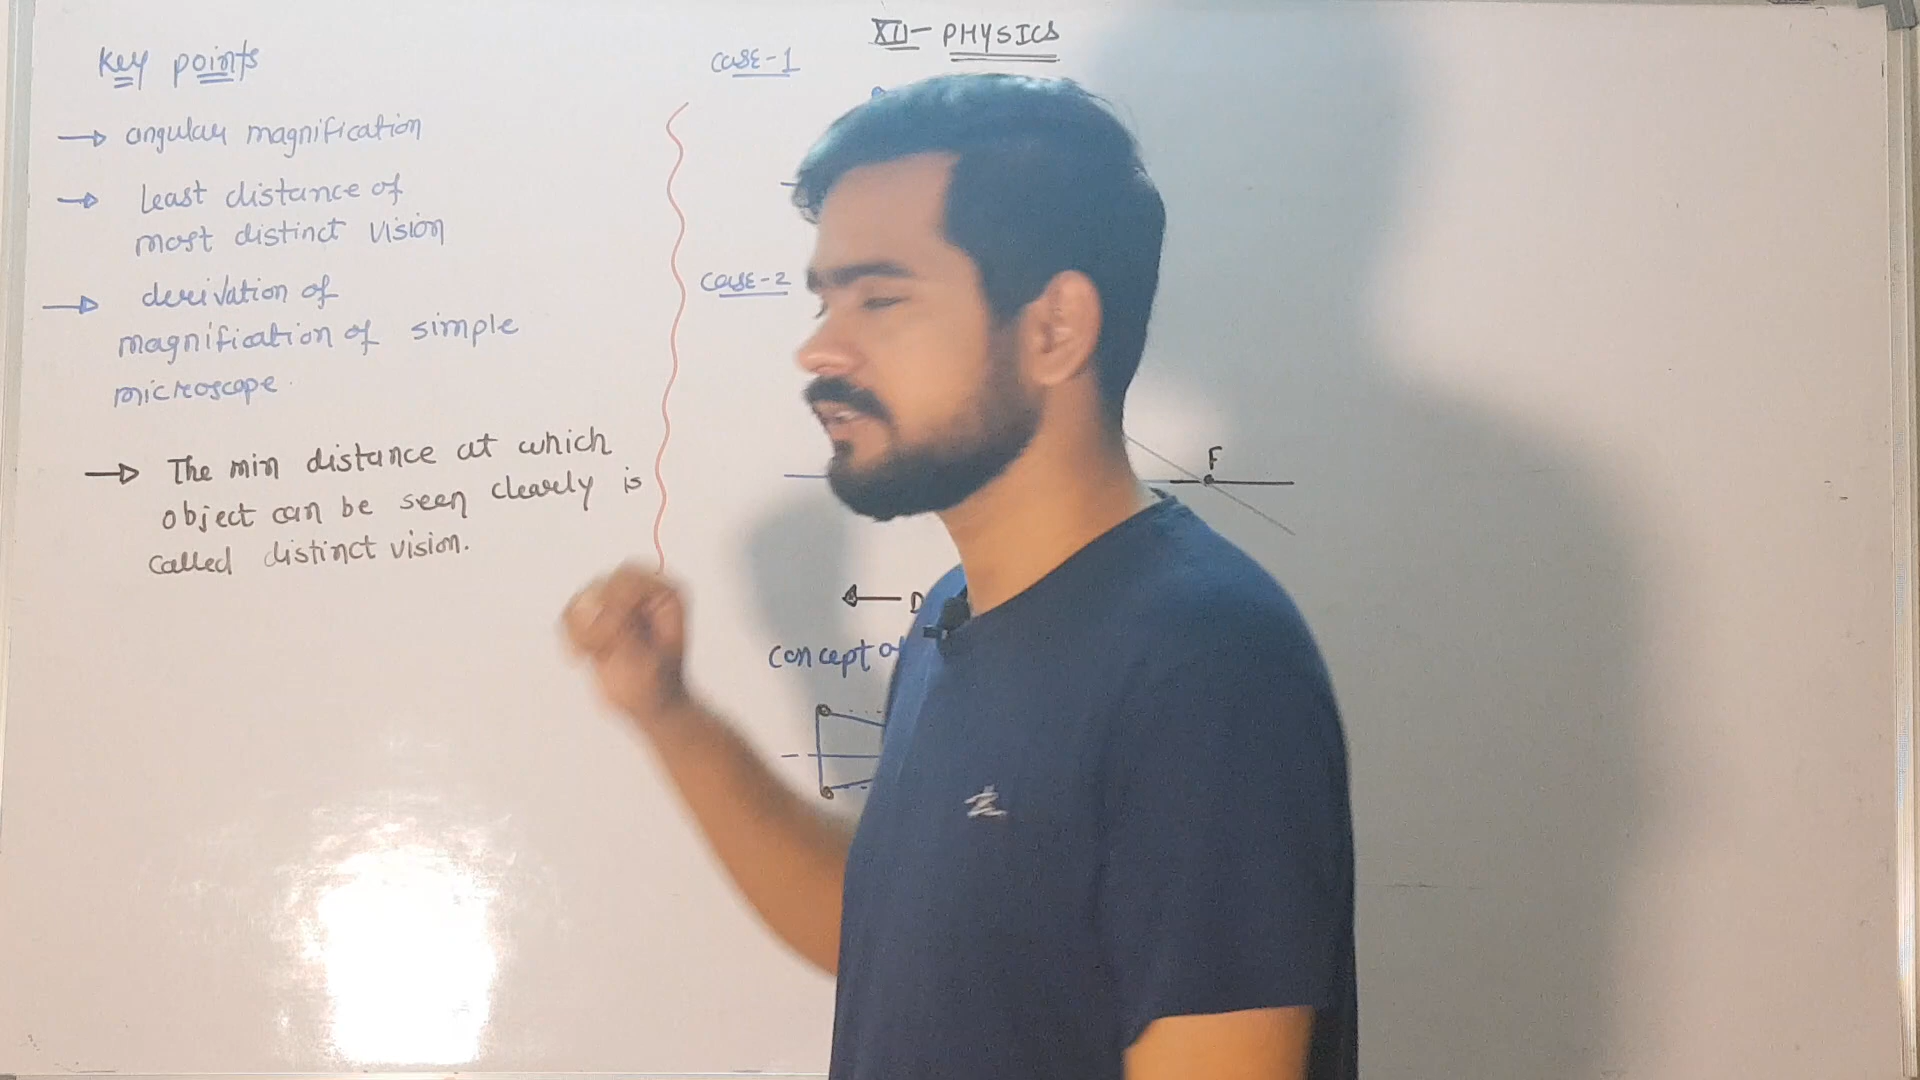 key points
→ angular magnification
→ Least distance of
most distinct vision
→ derivation of
magnification of simple
microscope.
→ The min distance at which
object can be seen clearly is
called distinct vision.
XII- PHYSICS
CASE-1
CASE-2
F
← D
Concept of